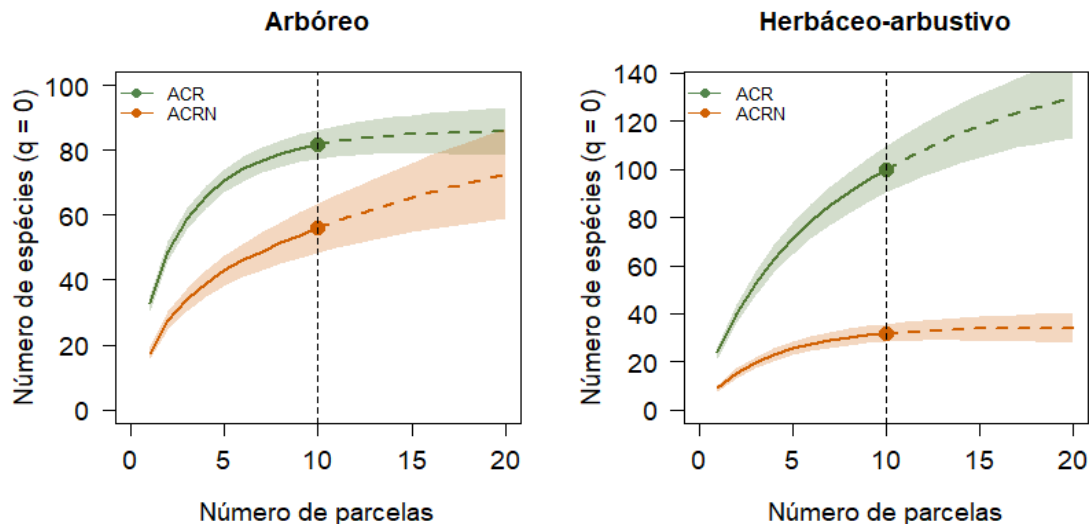 Arbóreo
Número de espécies (q = 0)
100
80
60
40
20
0
ACR
ACRN
0 5 10 15 20
Número de parcelas
Herbáceo-arbustivo
Número de espécies (q = 0)
140
120
100
80
60
40
20
0
ACR
ACRN
0 5 10 15 20
Número de parcelas